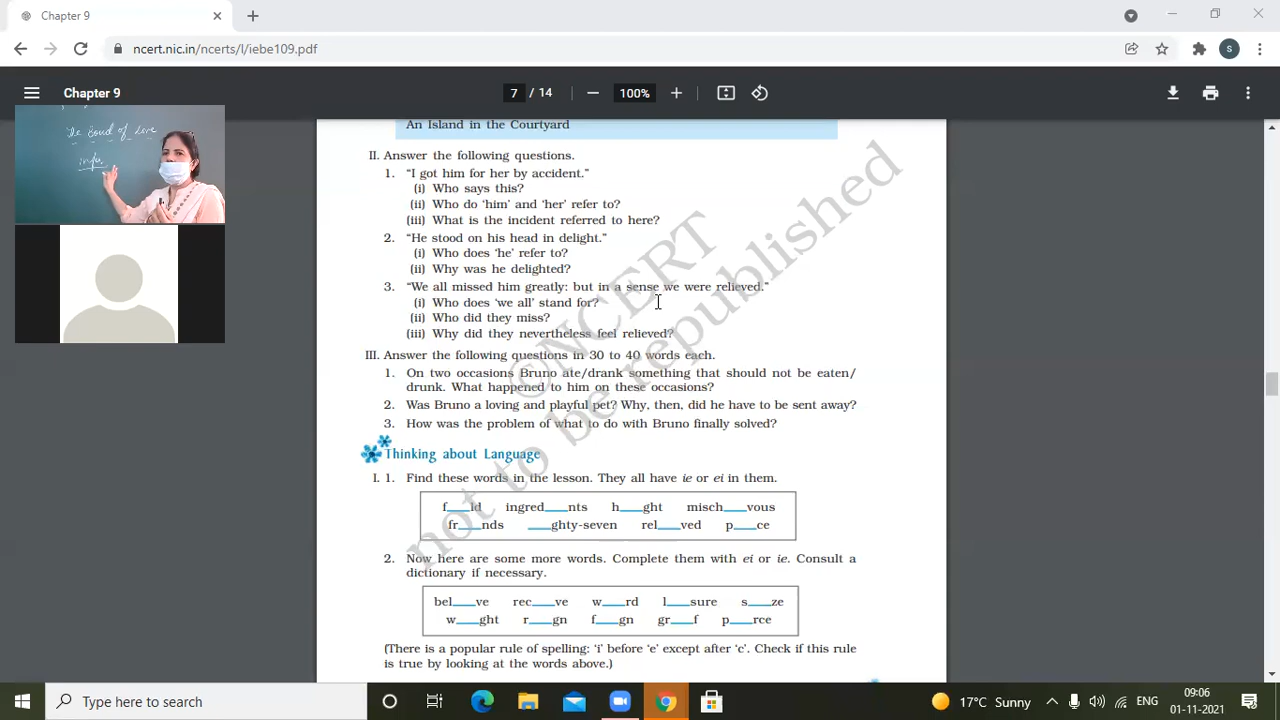 Chapter 9
ncert.nic.in/ncerts/l/iebe109.pdf
S
Chapter 9
7 / 14
100%
of Love
An Island in the Courtyard
II. Answer the following questions.
1. “I got him for her by accident.”
(i) Who says this?
(ii) Who do ‘him’ and ‘her’ refer to?
(iii) What is the incident referred to here?
2. “He stood on his head in delight.”
(i) Who does ‘he’ refer to?
(ii) Why was he delighted?
3. “We all missed him greatly: but in a sense we were relieved.”
(i) Who does ‘we all’ stand for?
(ii) Who did they miss?
(iii) Why did they nevertheless feel relieved?
III. Answer the following questions in 30 to 40 words each.
1. On two occasions Bruno ate/drank something that should not be eaten/
drunk. What happened to him on these occasions?
2. Was Bruno a loving and playful pet? Why, then, did he have to be sent away?
3. How was the problem of what to do with Bruno finally solved?
Thinking about Language
I. 1. Find these words in the lesson. They all have ie or ei in them.
f___ld ingred___nts h___ght misch___vous
fr___nds ___ghty-seven rel___ved p___ce
2. Now here are some more words. Complete them with ei or ie. Consult a
dictionary if necessary.
bel___ve rec___ve w___rd l___sure s___ze
w___ght r___gn f___gn gr___f p___rce
(There is a popular rule of spelling: ‘i’ before ‘e’ except after ‘c’. Check if this rule
is true by looking at the words above.)
©NCERT
not to be republished
Type here to search
17°C Sunny
ENG
09:06
01-11-2021